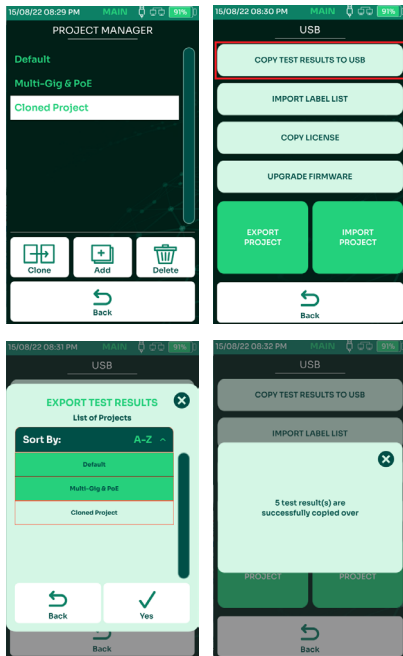 15/08/22 08:29 PM MAIN 91%
PROJECT MANAGER
Default
Multi-Gig & PoE
Cloned Project
Clone
Add
Delete
Back
15/08/22 08:30 PM MAIN 91%
USB
COPY TEST RESULTS TO USB
IMPORT LABEL LIST
COPY LICENSE
UPGRADE FIRMWARE
EXPORT
PROJECT
IMPORT
PROJECT
Back
15/08/22 08:31 PM MAIN 91%
USB
EXPORT TEST RESULTS
List of Projects
Sort By: A-Z
Default
Multi-Gig & PoE
Cloned Project
Back
Yes
Back
15/08/22 08:32 PM MAIN 91%
USB
COPY TEST RESULTS TO USB
IMPORT LABEL LIST
5 test result(s) are
successfully copied over
PROJECT
PROJECT
Back